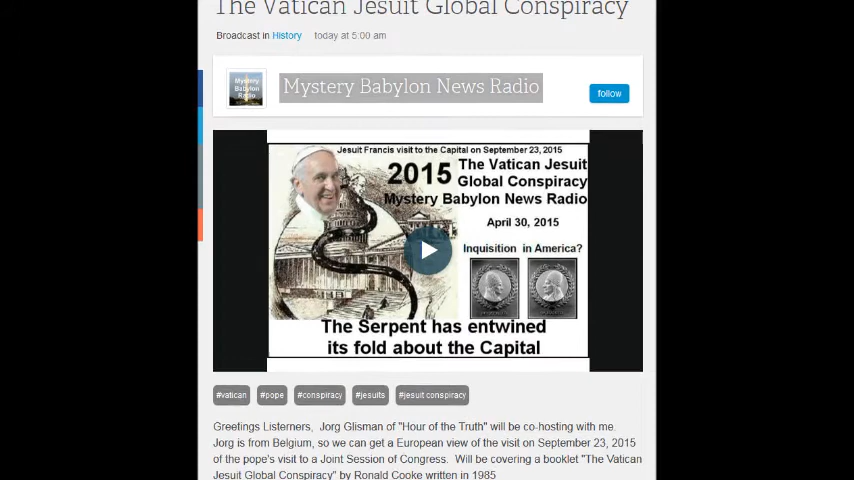 The Vatican Jesuit Global Conspiracy
Broadcast in History today at 5:00 am
Mystery Babylon Radio
Mystery Babylon News Radio
follow
Jesuit Francis visit to the Capital on September 23, 2015
2015
The Vatican Jesuit
Global Conspiracy
Mystery Babylon News Radio
April 30, 2015
Inquisition in America?
The Serpent has entwined
its fold about the Capital
#vatican #pope #conspiracy #jesuits #jesuit conspiracy
Greetings Listerners, Jorg Glisman of "Hour of the Truth" will be co-hosting with me.
Jorg is from Belgium, so we can get a European view of the visit on September 23, 2015
of the pope's visit to a Joint Session of Congress. Will be covering a booklet "The Vatican
Jesuit Global Conspiracy" by Ronald Cooke written in 1985